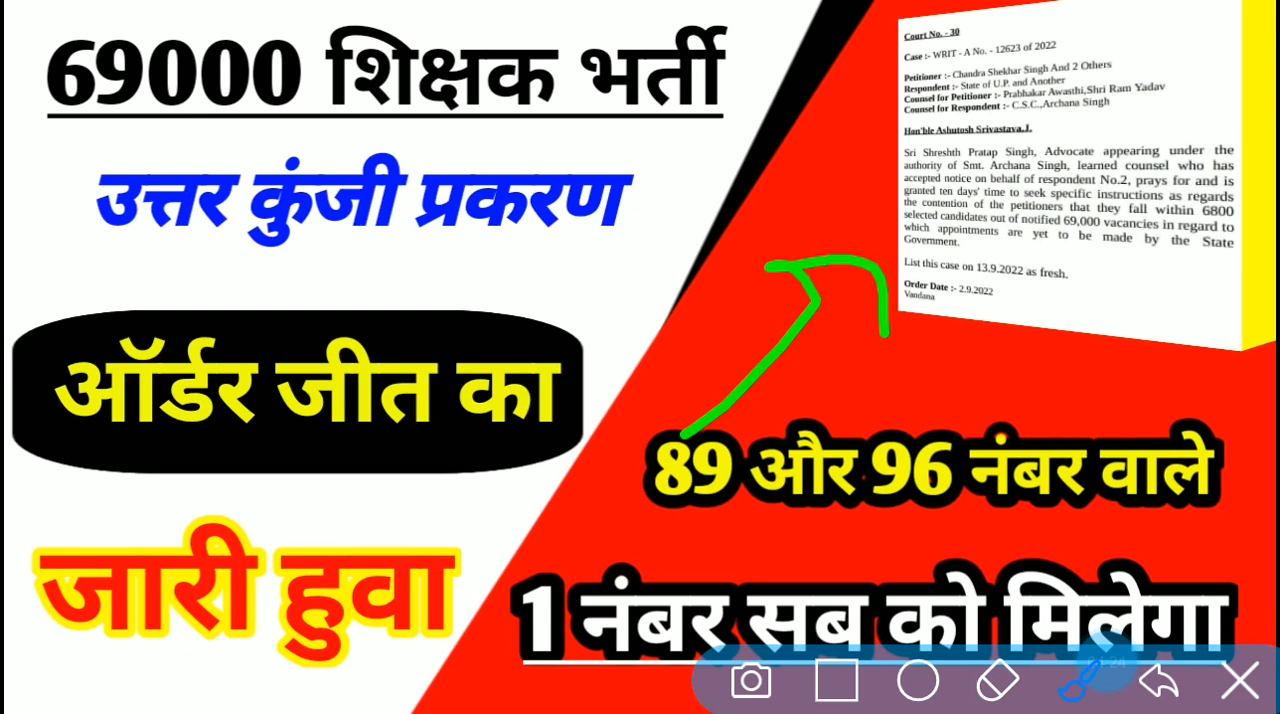 69000 शिक्षक भर्ती
उत्तर कुंजी प्रकरण
ऑर्डर जीत का
जारी हुवा
Court No. - 30
Case :- WRIT - A No. - 12623 of 2022
Petitioner :- Chandra Shekhar Singh And 2 Others
Respondent :- State of U.P. and Another
Counsel for Petitioner :- Prabhakar Awasthi,Shri Ram Yadav
Counsel for Respondent :- C.S.C.,Archana Singh
Hon'ble Ashutosh Srivastava,J.
Sri Shreshth Pratap Singh, Advocate appearing under the
authority of Smt. Archana Singh, learned counsel who has
accepted notice on behalf of respondent No.2, prays for and is
granted ten days' time to seek specific instructions as regards
the contention of the petitioners that they fall within 6800
selected candidates out of notified 69,000 vacancies in regard to
which appointments are yet to be made by the State
Government.
List this case on 13.9.2022 as fresh.
Order Date :- 2.9.2022
Vandana
89 और 96 नंबर वाले
1 नंबर सब को मिलेगा